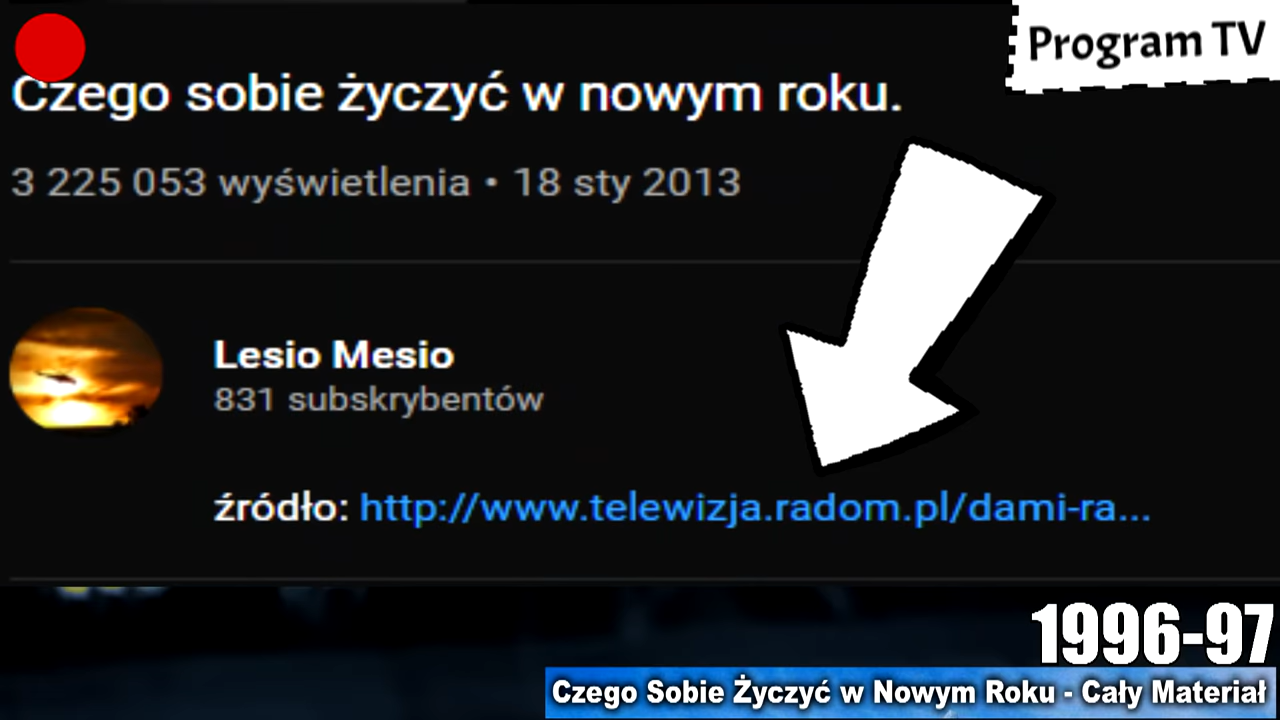 Program TV
Czego sobie życzyć w nowym roku.
3 225 053 wyświetlenia • 18 sty 2013
Lesio Mesio
831 subskrybentów
źródło: http://www.telewizja.radom.pl/dami-ra...
1996-97
Czego Sobie Życzyć w Nowym Roku - Cały Materiał